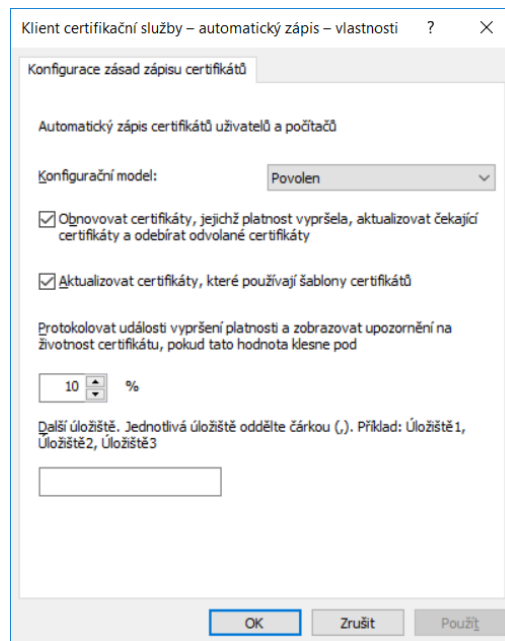 Klient certifikační služby – automatický zápis – vlastnosti ?
Konfigurace zásad zápisu certifikátů
Automatický zápis certifikátů uživatelů a počítačů
Konfigurační model: Povolen
Obnovovat certifikáty, jejichž platnost vypršela, aktualizovat čekající
certifikáty a odebírat odvolané certifikáty
Aktualizovat certifikáty, které používají šablony certifikátů
Protokolovat události vypršení platnosti a zobrazovat upozornění na
životnost certifikátu, pokud tato hodnota klesne pod
10 %
Další úložiště. Jednotlivá úložiště oddělte čárkou (,). Příklad: Úložiště1,
Úložiště2, Úložiště3
OK Zrušit Použít